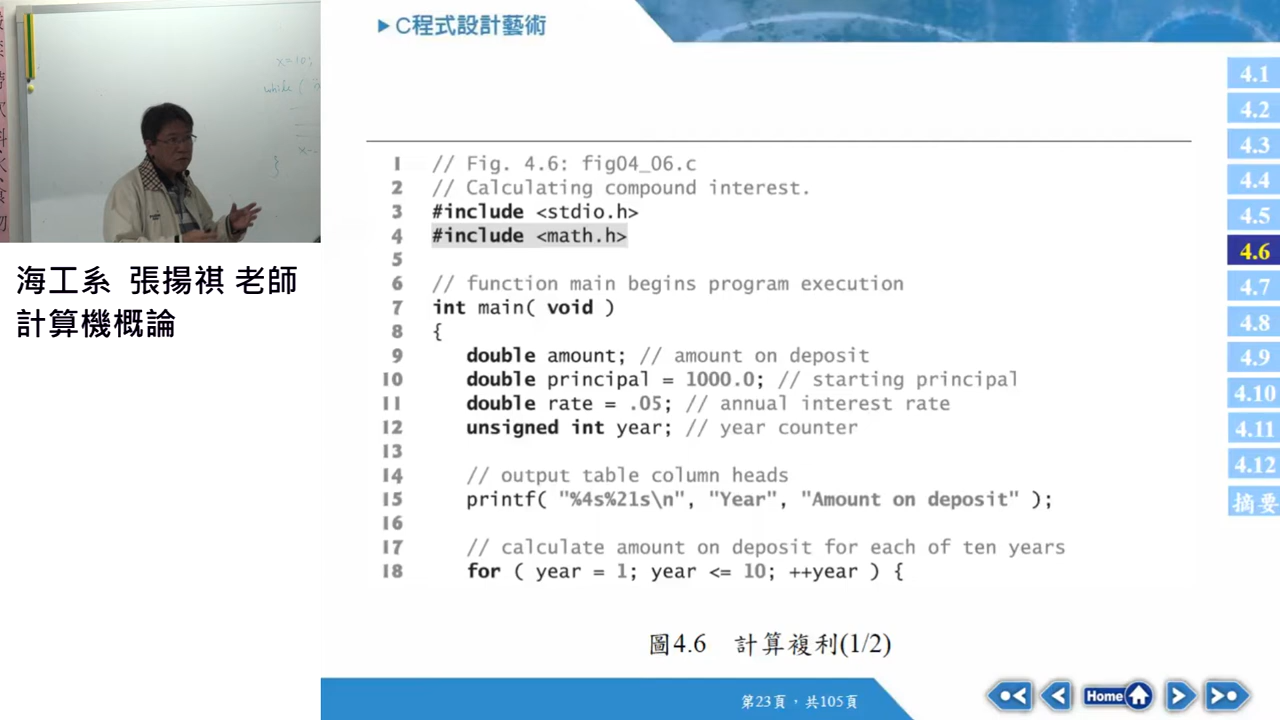 C程式設計藝術
x=10;
while (
x--
}
海工系 張揚祺 老師
計算機概論
1 // Fig. 4.6: fig04_06.c
2 // Calculating compound interest.
3 #include <stdio.h>
4 #include <math.h>
5
6 // function main begins program execution
7 int main( void )
8 {
9 double amount; // amount on deposit
10 double principal = 1000.0; // starting principal
11 double rate = .05; // annual interest rate
12 unsigned int year; // year counter
13
14 // output table column heads
15 printf( "%4s%21s\n", "Year", "Amount on deposit" );
16
17 // calculate amount on deposit for each of ten years
18 for ( year = 1; year <= 10; ++year ) {
圖4.6 計算複利(1/2)
4.1
4.2
4.3
4.4
4.5
4.6
4.7
4.8
4.9
4.10
4.11
4.12
摘要
第23頁，共105頁
Home